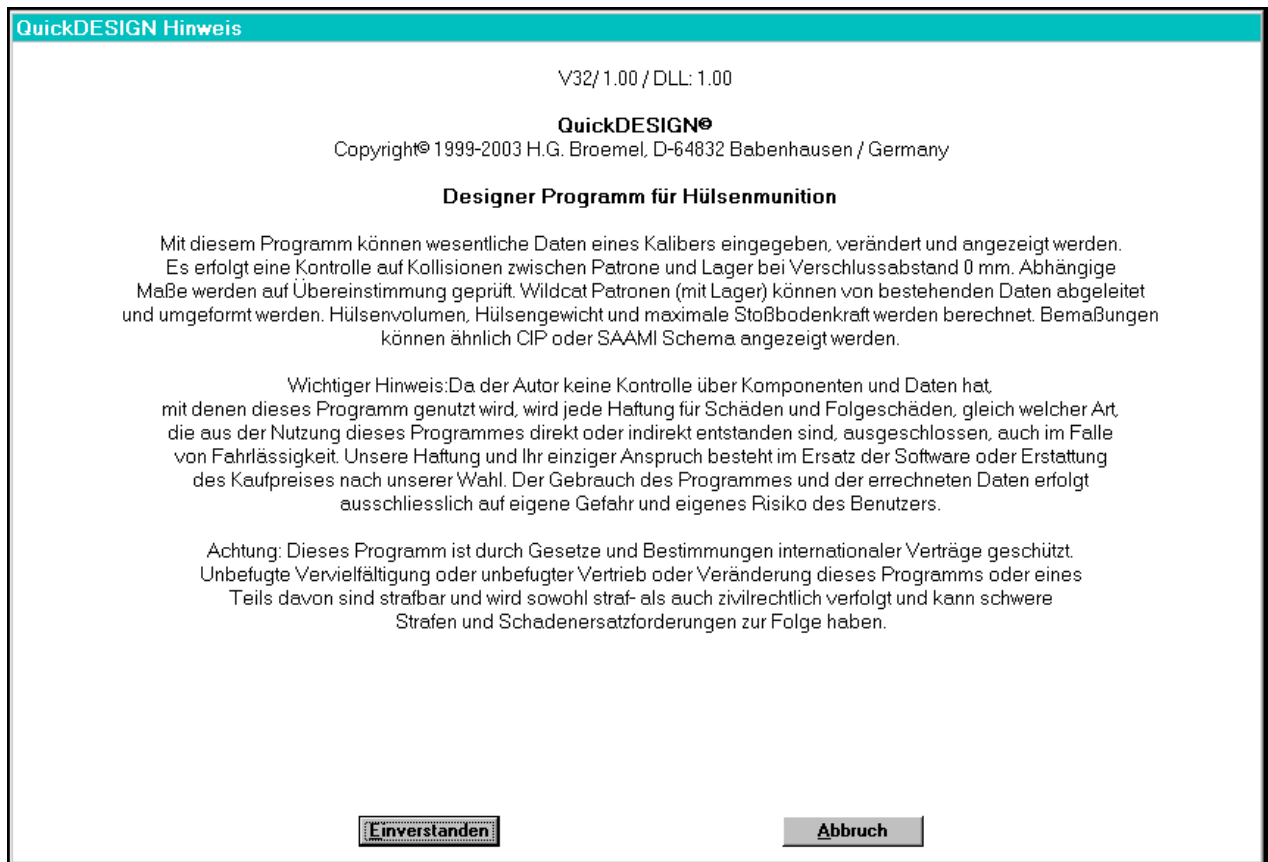 QuickDESIGN Hinweis
V32/ 1.00 / DLL: 1.00
QuickDESIGN©
Copyright© 1999-2003 H.G. Broemel, D-64832 Babenhausen / Germany
Designer Programm für Hülsenmunition
Mit diesem Programm können wesentliche Daten eines Kalibers eingegeben, verändert und angezeigt werden.
Es erfolgt eine Kontrolle auf Kollisionen zwischen Patrone und Lager bei Verschlussabstand 0 mm. Abhängige
Maße werden auf Übereinstimmung geprüft. Wildcat Patronen (mit Lager) können von bestehenden Daten abgeleitet
und umgeformt werden. Hülsenvolumen, Hülsengewicht und maximale Stoßbodenkraft werden berechnet. Bemaßungen
können ähnlich CIP oder SAAMI Schema angezeigt werden.
Wichtiger Hinweis:Da der Autor keine Kontrolle über Komponenten und Daten hat,
mit denen dieses Programm genutzt wird, wird jede Haftung für Schäden und Folgeschäden, gleich welcher Art,
die aus der Nutzung dieses Programmes direkt oder indirekt entstanden sind, ausgeschlossen, auch im Falle
von Fahrlässigkeit. Unsere Haftung und Ihr einziger Anspruch besteht im Ersatz der Software oder Erstattung
des Kaufpreises nach unserer Wahl. Der Gebrauch des Programmes und der errechneten Daten erfolgt
ausschliesslich auf eigene Gefahr und eigenes Risiko des Benutzers.
Achtung: Dieses Programm ist durch Gesetze und Bestimmungen internationaler Verträge geschützt.
Unbefugte Vervielfältigung oder unbefugter Vertrieb oder Veränderung dieses Programms oder eines
Teils davon sind strafbar und wird sowohl straf- als auch zivilrechtlich verfolgt und kann schwere
Strafen und Schadenersatzforderungen zur Folge haben.
Einverstanden
Abbruch